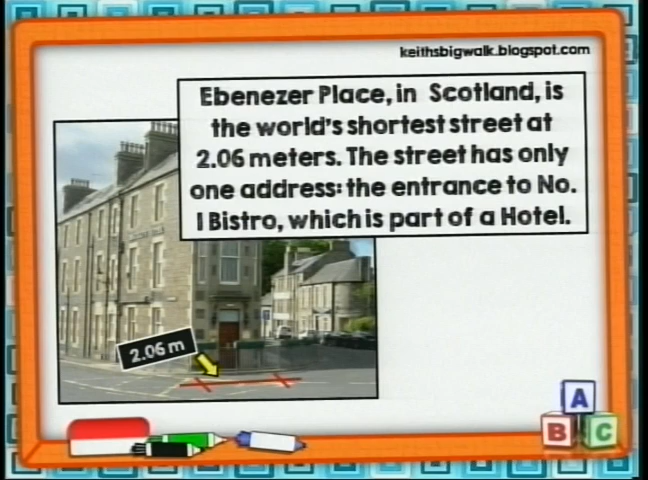 keithsbigwalk.blogspot.com
Ebenezer Place, in Scotland, is
the world's shortest street at
2.06 meters. The street has only
one address: the entrance to No.
1 Bistro, which is part of a Hotel.
2.06 m
A
B C